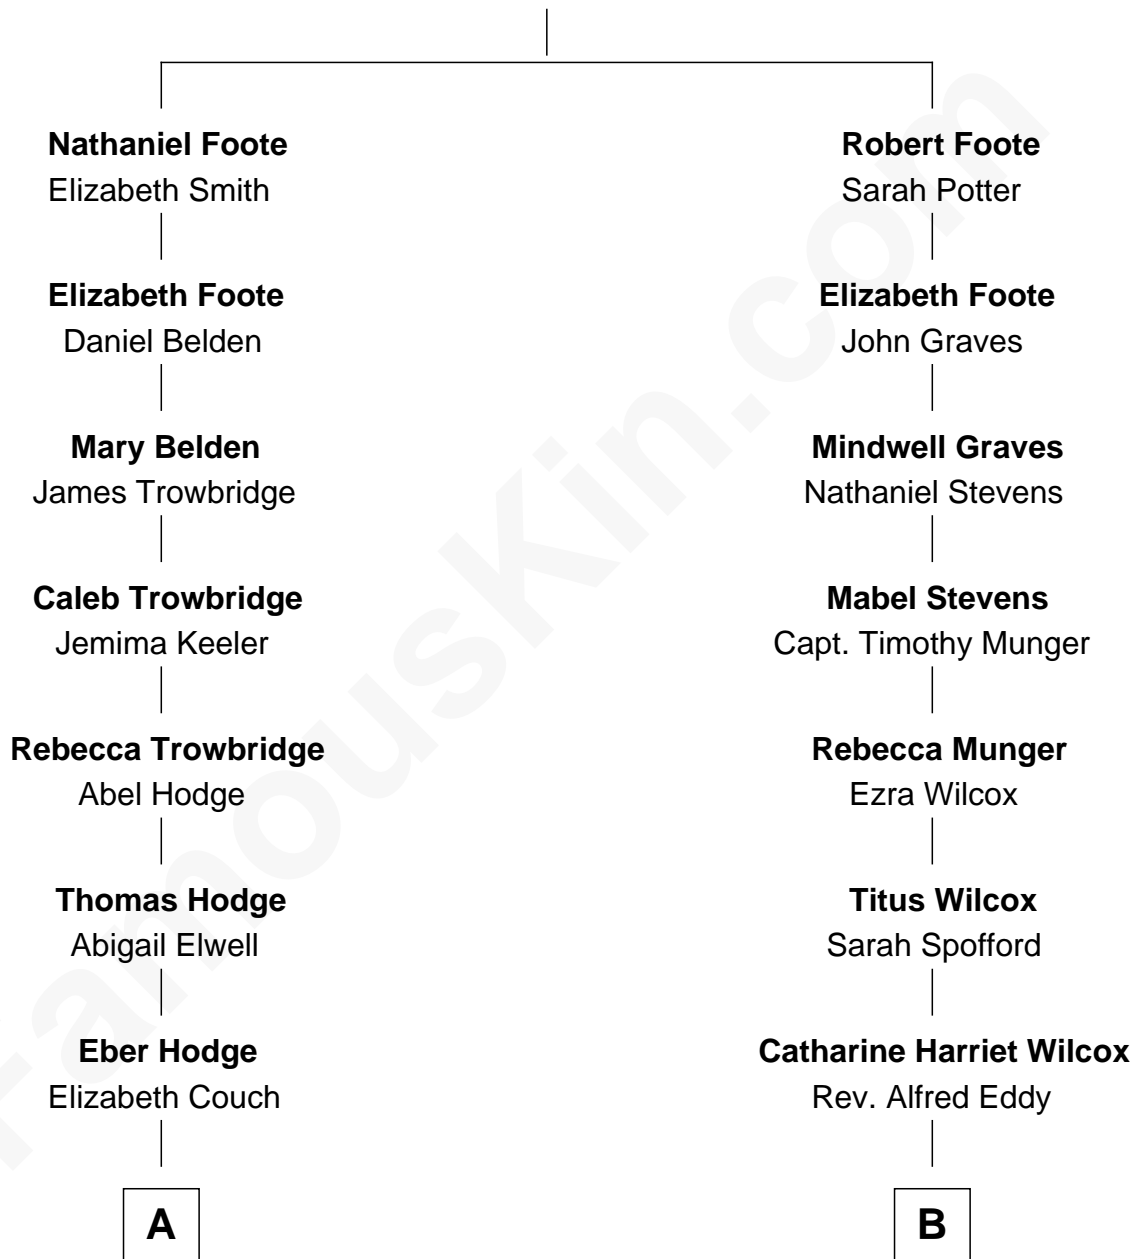 Nathaniel Foote
Elizabeth Smith
Elizabeth Foote
Daniel Belden
Mary Belden
James Trowbridge
Caleb Trowbridge
Jemima Keeler
Rebecca Trowbridge
Abel Hodge
Thomas Hodge
Abigail Elwell
Eber Hodge
Elizabeth Couch
A
Robert Foote
Sarah Potter
Elizabeth Foote
John Graves
Mindwell Graves
Nathaniel Stevens
Mabel Stevens
Capt. Timothy Munger
Rebecca Munger
Ezra Wilcox
Titus Wilcox
Sarah Spofford
Catharine Harriet Wilcox
Rev. Alfred Eddy
B
FamousKin.com